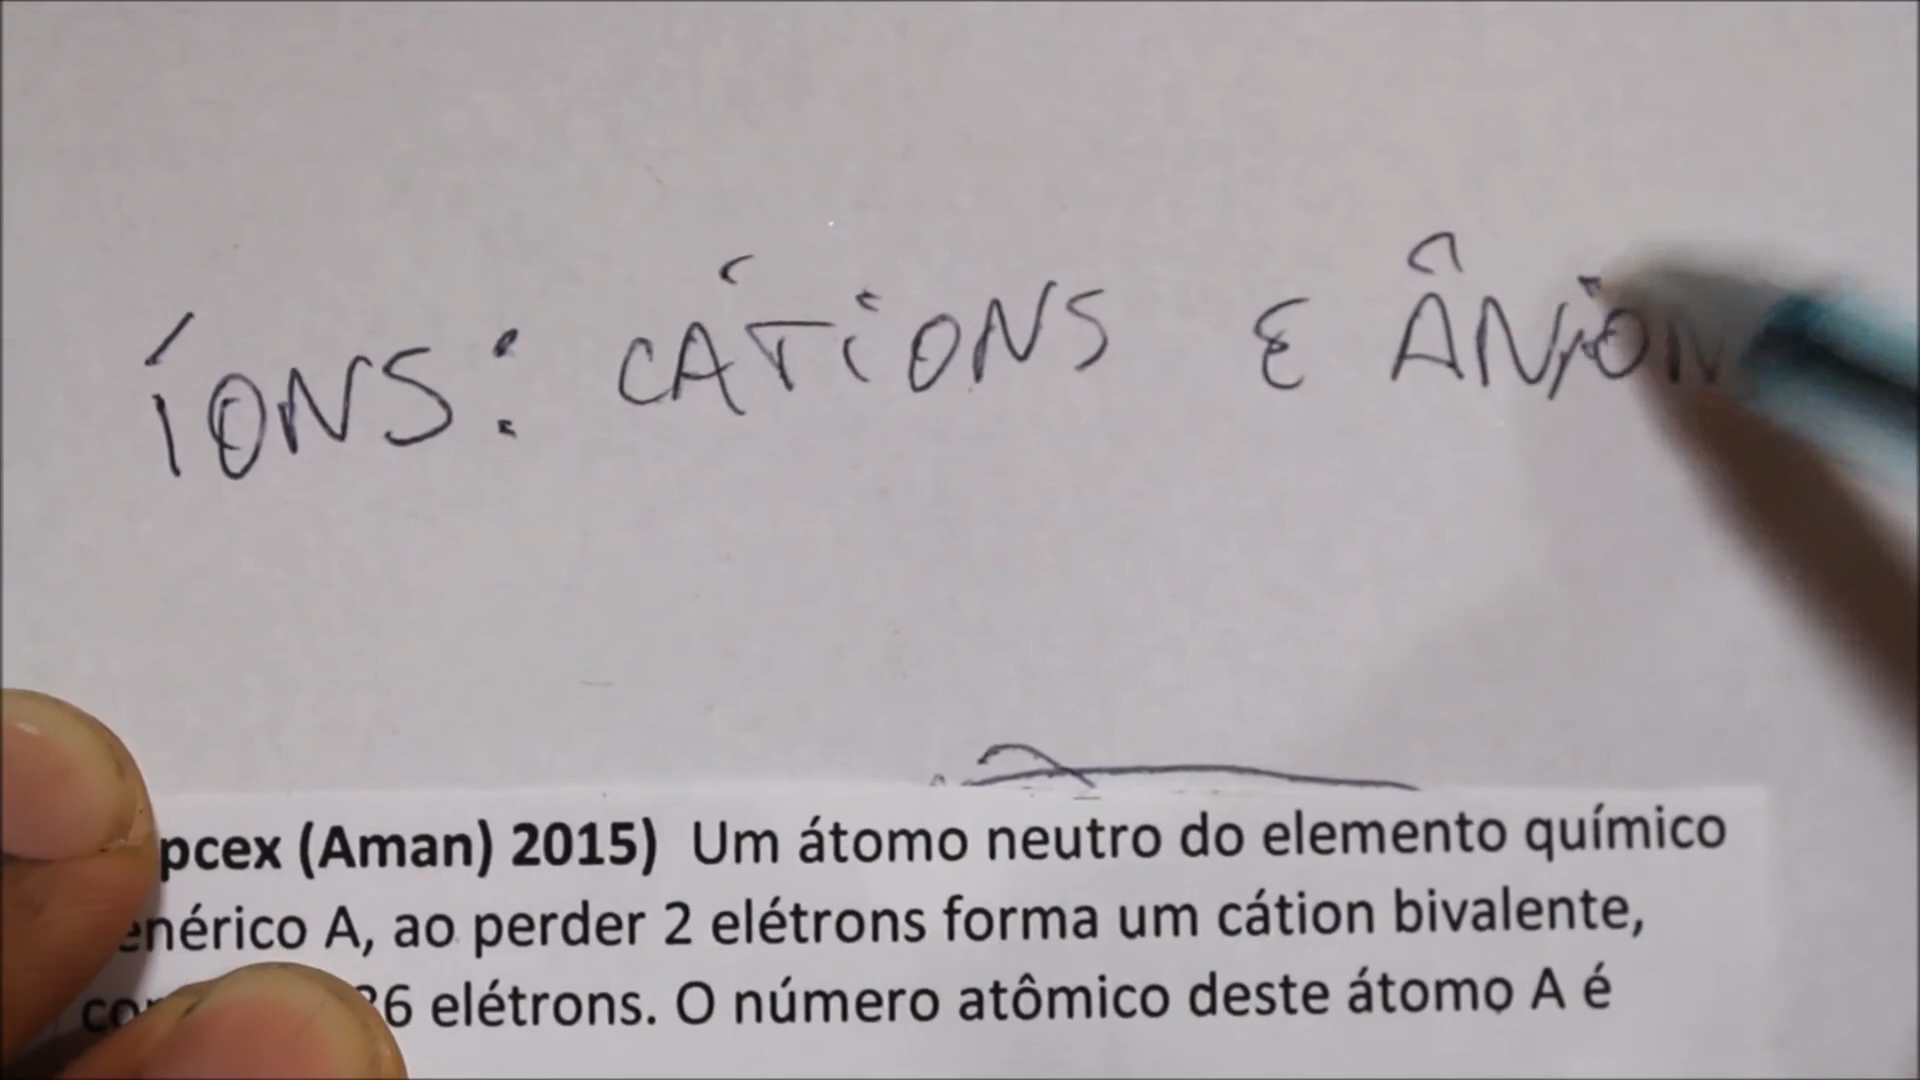 ÍONS: CÁTIONS E ÂNION
pcex (Aman) 2015) Um átomo neutro do elemento químico
enérico A, ao perder 2 elétrons forma um cátion bivalente,
6 elétrons. O número atômico deste átomo A é